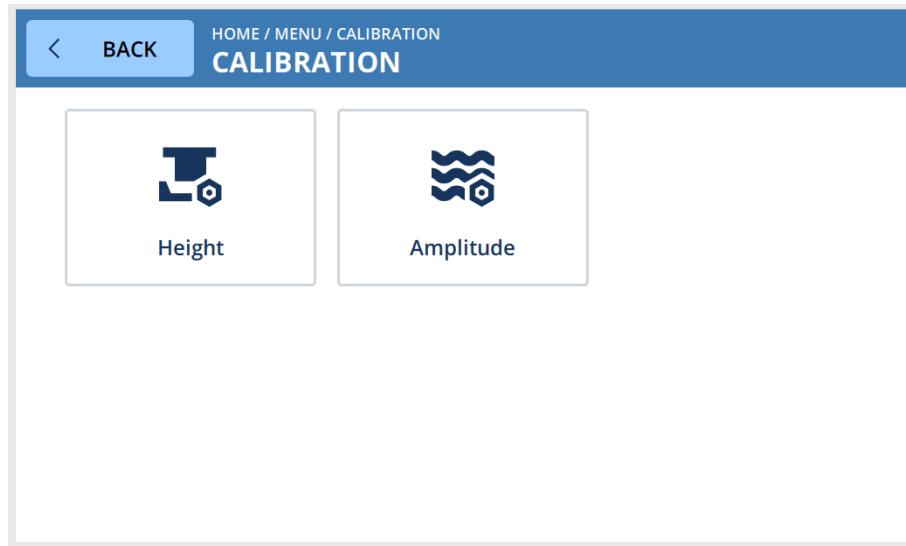 BACK
HOME / MENU / CALIBRATION
CALIBRATION
Height
Amplitude